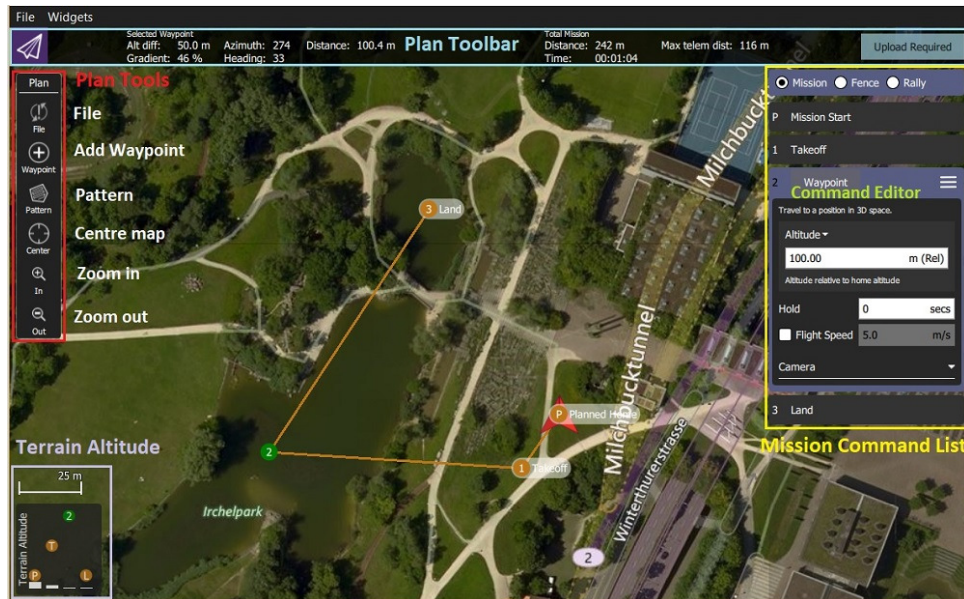 File Widgets
Selected Waypoint
Alt diff: 50.0 m Azimuth: 274 Distance: 100.4 m
Gradient: 46 % Heading: 33
Plan Toolbar
Total Mission
Distance: 242 m Max telem dist: 116 m
Time: 00:01:04
Upload Required
Plan
Plan Tools
File
File
Waypoint
Add Waypoint
Pattern
Pattern
Center
Centre map
In
Zoom in
Out
Zoom out
Mission Fence Rally
P Mission Start
1 Takeoff
2 Waypoint
Command Editor
Travel to a position in 3D space.
Altitude
100.00 m (Rel)
Altitude relative to home altitude
Hold 0 secs
Flight Speed 5.0 m/s
Camera
3 Land
Mission Command List
Milchbucktunnel
3 Land
P Planned Home
2
1 Takeoff
Milchbucktunnel
Winterthurerstrasse
2
Irchelpark
Terrain Altitude
25 m
Terrain Altitude
2
T
P L